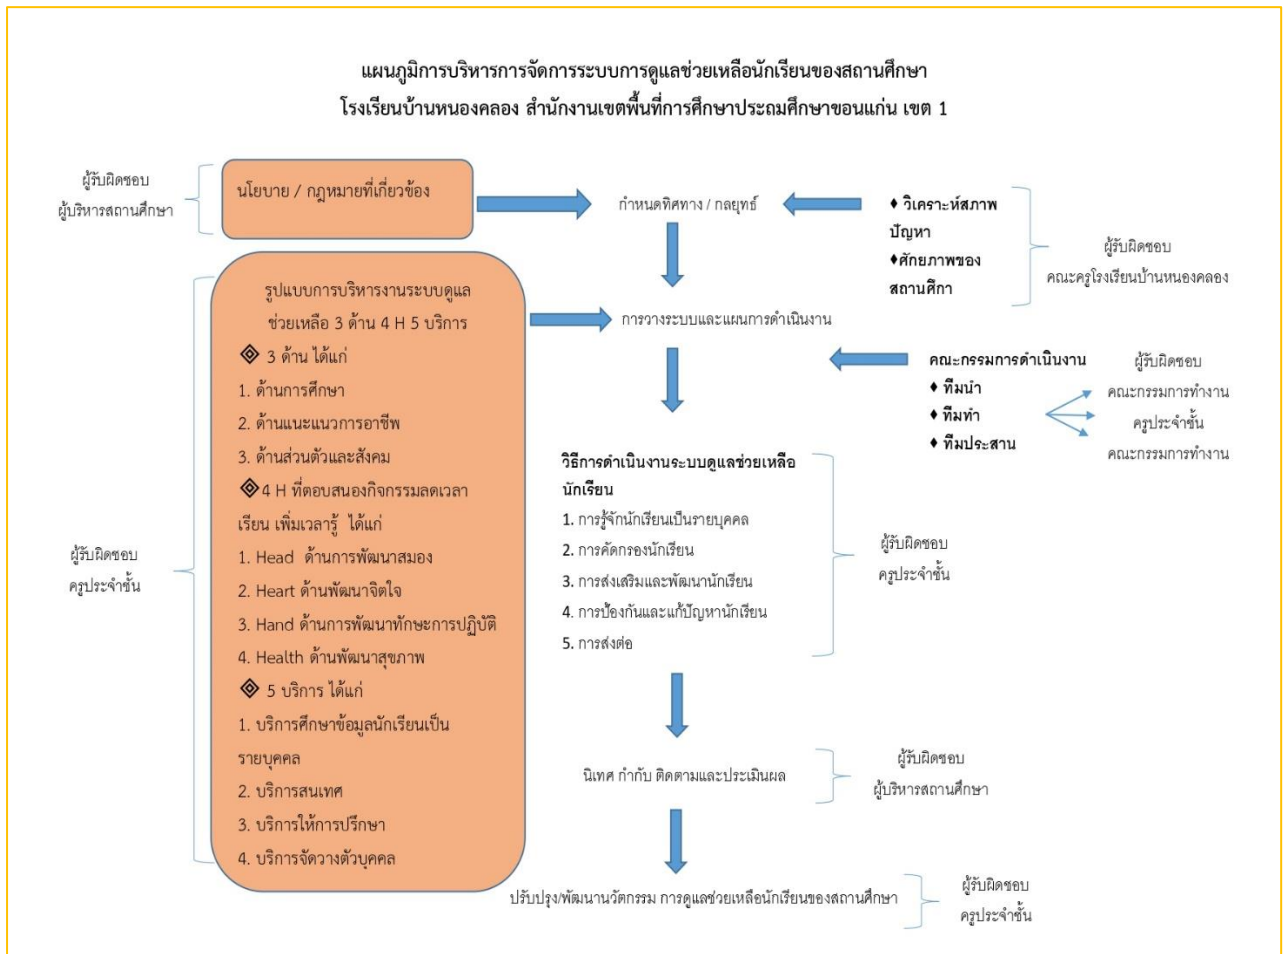 แผนภูมิการบริหารการจัดการระบบการดูแลช่วยเหลือนักเรียนของสถานศึกษา
โรงเรียนบ้านหนองคลอง สำนักงานเขตพื้นที่การศึกษาประถมศึกษาขอนแก่น เขต 1
ผู้รับผิดชอบ
ผู้บริหารสถานศึกษา
นโยบาย / กฎหมายที่เกี่ยวข้อง
กำหนดทิศทาง / กลยุทธ์
♦ วิเคราะห์สภาพ
ปัญหา
♦ศักยภาพของ
สถานศึกา
ผู้รับผิดชอบ
คณะครูโรงเรียนบ้านหนองคลอง
รูปแบบการบริหารงานระบบดูแล
ช่วยเหลือ 3 ด้าน 4 H 5 บริการ
3 ด้าน ได้แก่
1. ด้านการศึกษา
2. ด้านแนะแนวการอาชีพ
3. ด้านส่วนตัวและสังคม
4 H ที่ตอบสนองกิจกรรมลดเวลา
เรียน เพิ่มเวลารู้ ได้แก่
1. Head ด้านการพัฒนาสมอง
2. Heart ด้านพัฒนาจิตใจ
3. Hand ด้านการพัฒนาทักษะการปฏิบัติ
4. Health ด้านพัฒนาสุขภาพ
5 บริการ ได้แก่
1. บริการศึกษาข้อมูลนักเรียนเป็น
รายบุคคล
2. บริการสนเทศ
3. บริการให้การปรึกษา
4. บริการจัดวางตัวบุคคล
ผู้รับผิดชอบ
ครูประจำชั้น
การวางระบบและแผนการดำเนินงาน
คณะกรรมการดำเนินงาน
♦ ทีมนำ
♦ ทีมทำ
♦ ทีมประสาน
ผู้รับผิดชอบ
คณะกรรมการทำงาน
ครูประจำชั้น
คณะกรรมการทำงาน
วิธีการดำเนินงานระบบดูแลช่วยเหลือ
นักเรียน
1. การรู้จักนักเรียนเป็นรายบุคคล
2. การคัดกรองนักเรียน
3. การส่งเสริมและพัฒนานักเรียน
4. การป้องกันและแก้ปัญหานักเรียน
5. การส่งต่อ
ผู้รับผิดชอบ
ครูประจำชั้น
นิเทศ กำกับ ติดตามและประเมินผล
ผู้รับผิดชอบ
ผู้บริหารสถานศึกษา
ปรับปรุง/พัฒนานวัตกรรม การดูแลช่วยเหลือนักเรียนของสถานศึกษา
ผู้รับผิดชอบ
ครูประจำชั้น